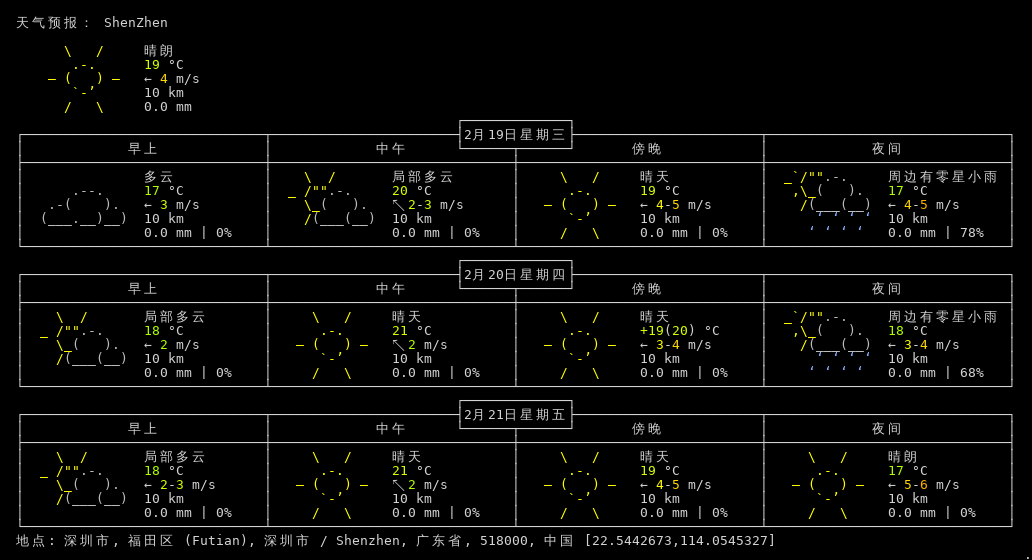 天气预报： ShenZhen
晴朗
19 °C
← 4 m/s
10 km
0.0 mm
2月19日星期三
早上 中午 傍晚 夜间
多云 局部多云 晴天 周边有零星小雨
17 °C 20 °C 19 °C 17 °C
← 3 m/s ↖ 2-3 m/s ← 4-5 m/s ← 4-5 m/s
10 km 10 km 10 km 10 km
0.0 mm | 0% 0.0 mm | 0% 0.0 mm | 0% 0.0 mm | 78%
2月20日星期四
早上 中午 傍晚 夜间
局部多云 晴天 晴天 周边有零星小雨
18 °C 21 °C +19(20) °C 18 °C
← 2 m/s ↖ 2 m/s ← 3-4 m/s ← 3-4 m/s
10 km 10 km 10 km 10 km
0.0 mm | 0% 0.0 mm | 0% 0.0 mm | 0% 0.0 mm | 68%
2月21日星期五
早上 中午 傍晚 夜间
局部多云 晴天 晴天 晴朗
18 °C 21 °C 19 °C 17 °C
← 2-3 m/s ↖ 2 m/s ← 4-5 m/s ← 5-6 m/s
10 km 10 km 10 km 10 km
0.0 mm | 0% 0.0 mm | 0% 0.0 mm | 0% 0.0 mm | 0%
地点: 深圳市, 福田区 (Futian), 深圳市 / Shenzhen, 广东省, 518000, 中国 [22.5442673,114.0545327]